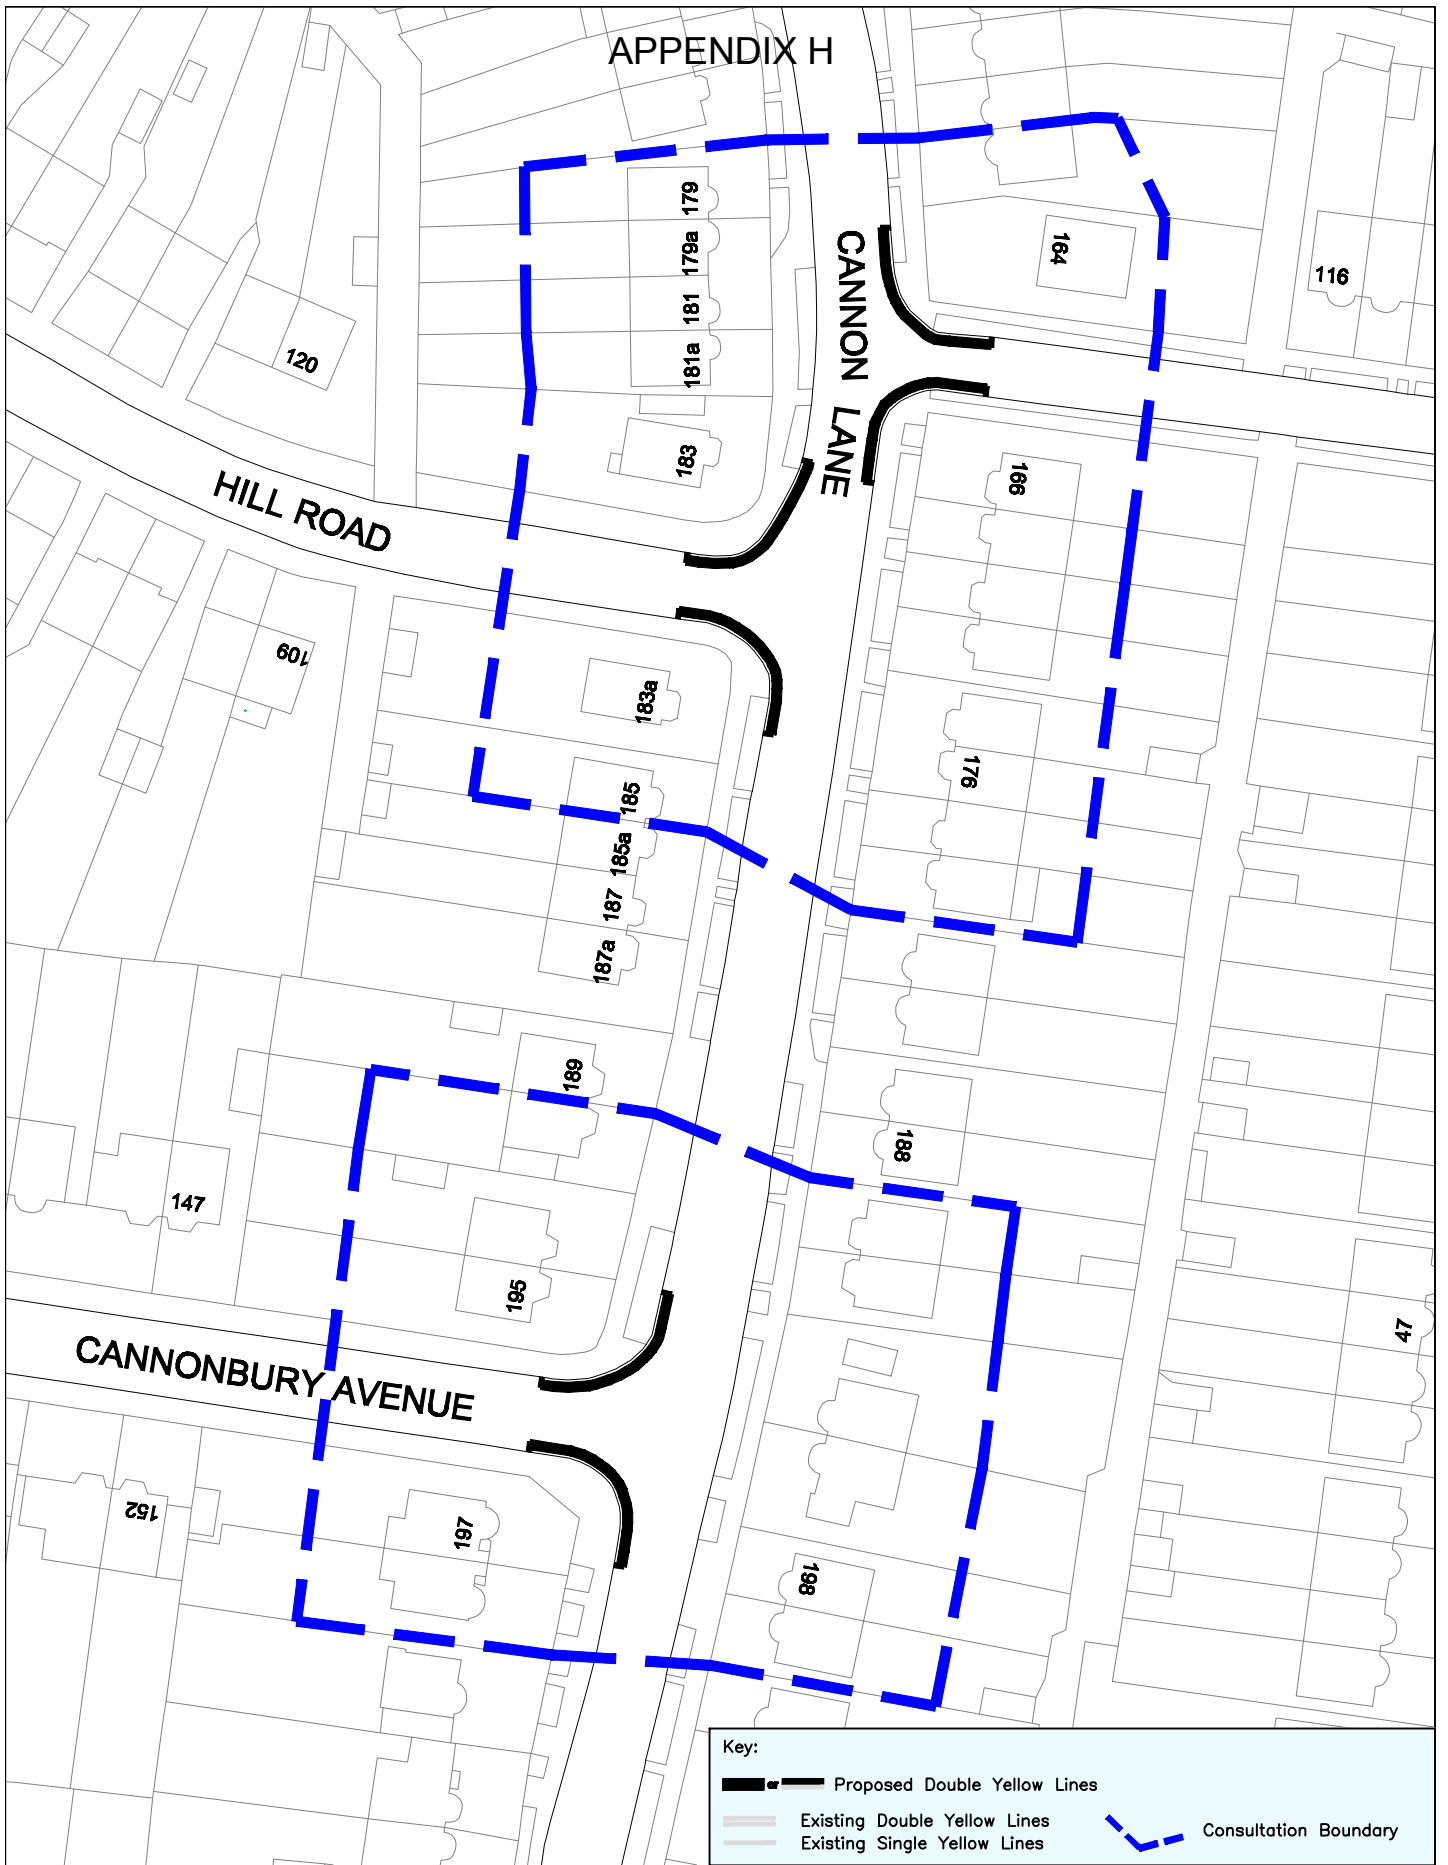 APPENDIX H
179
179a
181
181a
183
CANNON LANE
164
116
120
HILL ROAD
166
109
183a
185
185a
187
187a
176
189
188
147
195
47
CANNONBURY AVENUE
152
197
198
Key:
or Proposed Double Yellow Lines
Existing Double Yellow Lines
Existing Single Yellow Lines
Consultation Boundary